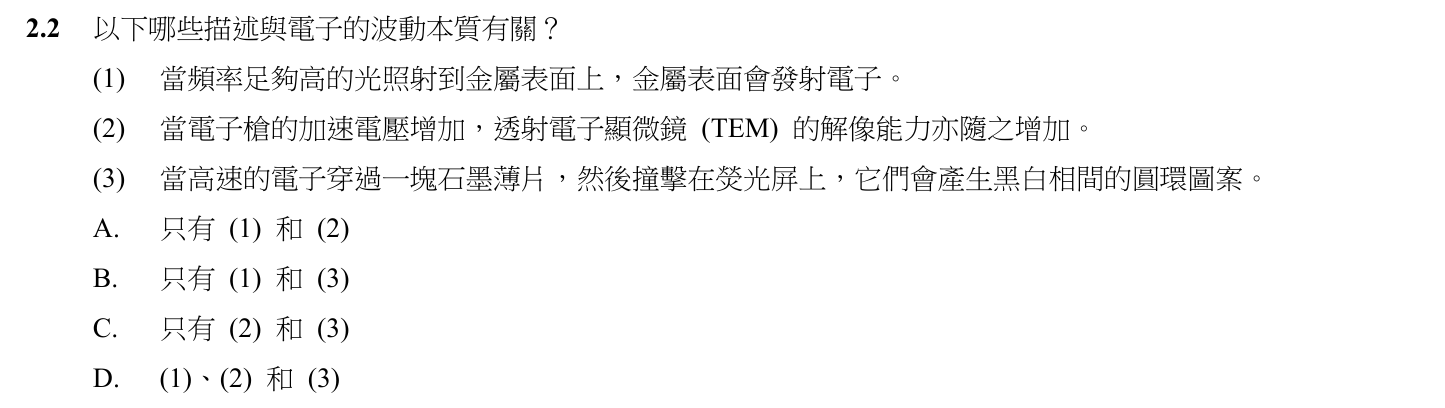 2.2 以下哪些描述與電子的波動本質有關？
(1) 當頻率足夠高的光照射到金屬表面上，金屬表面會發射電子。
(2) 當電子槍的加速電壓增加，透射電子顯微鏡 (TEM) 的解像能力亦隨之增加。
(3) 當高速的電子穿過一塊石墨薄片，然後撞擊在熒光屏上，它們會產生黑白相間的圓環圖案。
A. 只有 (1) 和 (2)
B. 只有 (1) 和 (3)
C. 只有 (2) 和 (3)
D. (1)、(2) 和 (3)